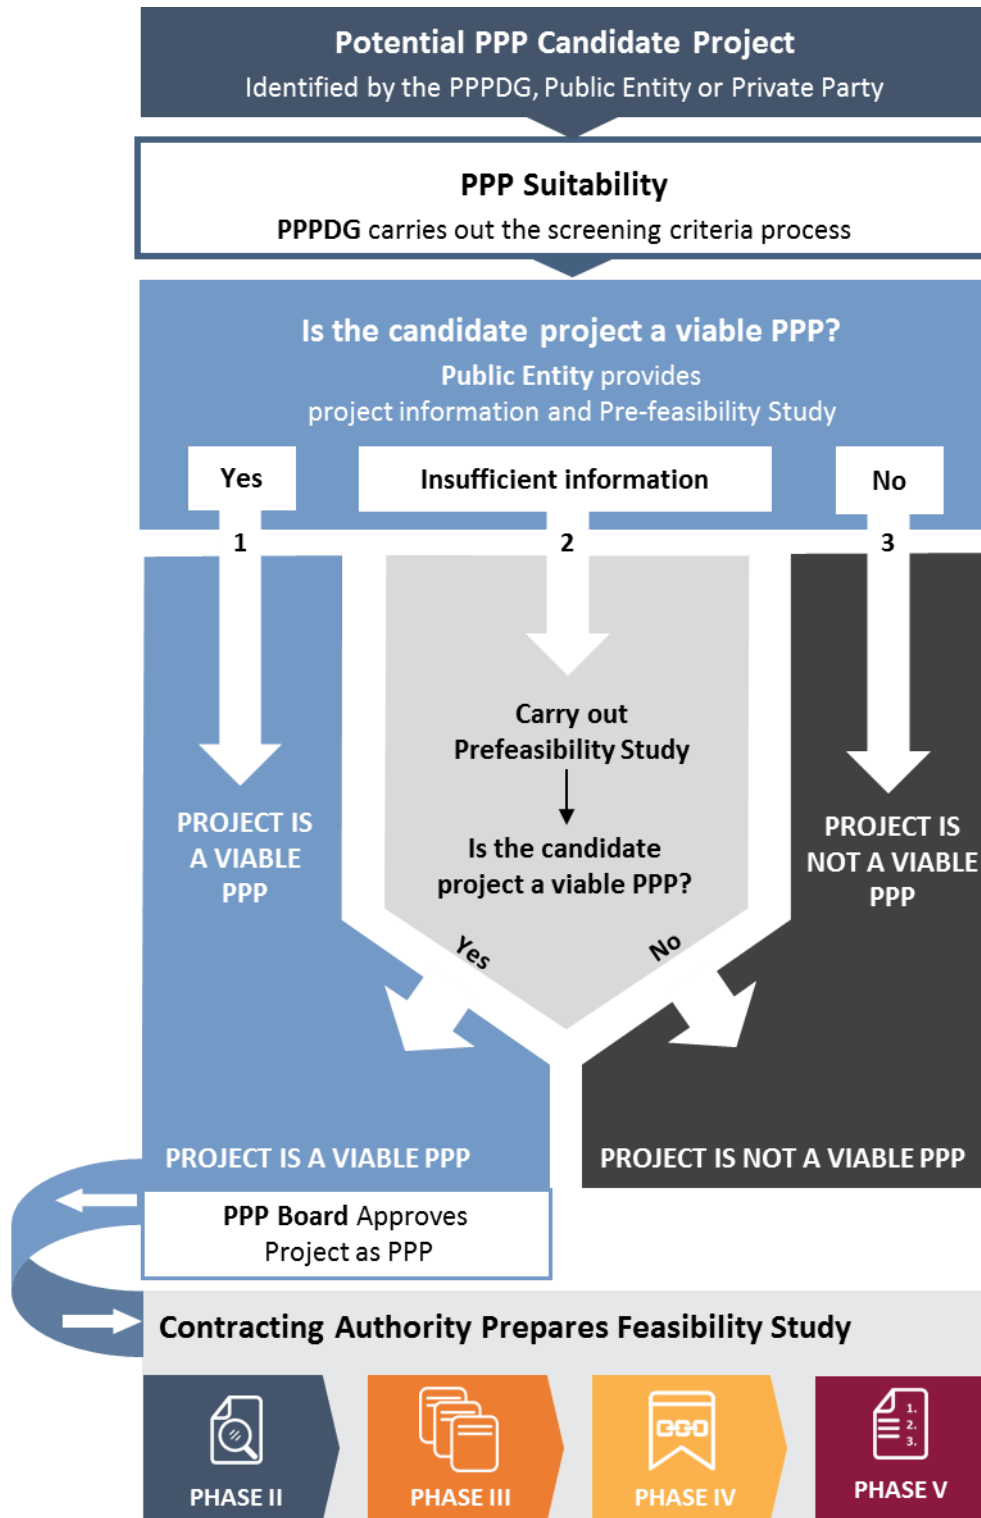 Potential PPP Candidate Project
Identified by the PPPDG, Public Entity or Private Party
PPP Suitability
PPPDG carries out the screening criteria process
Is the candidate project a viable PPP?
Public Entity provides
project information and Pre-feasibility Study
Yes
Insufficient information
No
1
2
3
Carry out
Prefeasibility Study
Is the candidate
project a viable PPP?
Yes
No
PROJECT IS
A VIABLE
PPP
PROJECT IS
NOT A VIABLE
PPP
PROJECT IS A VIABLE PPP
PROJECT IS NOT A VIABLE PPP
PPP Board Approves
Project as PPP
Contracting Authority Prepares Feasibility Study
1.
2.
3.
PHASE II
PHASE III
PHASE IV
PHASE V